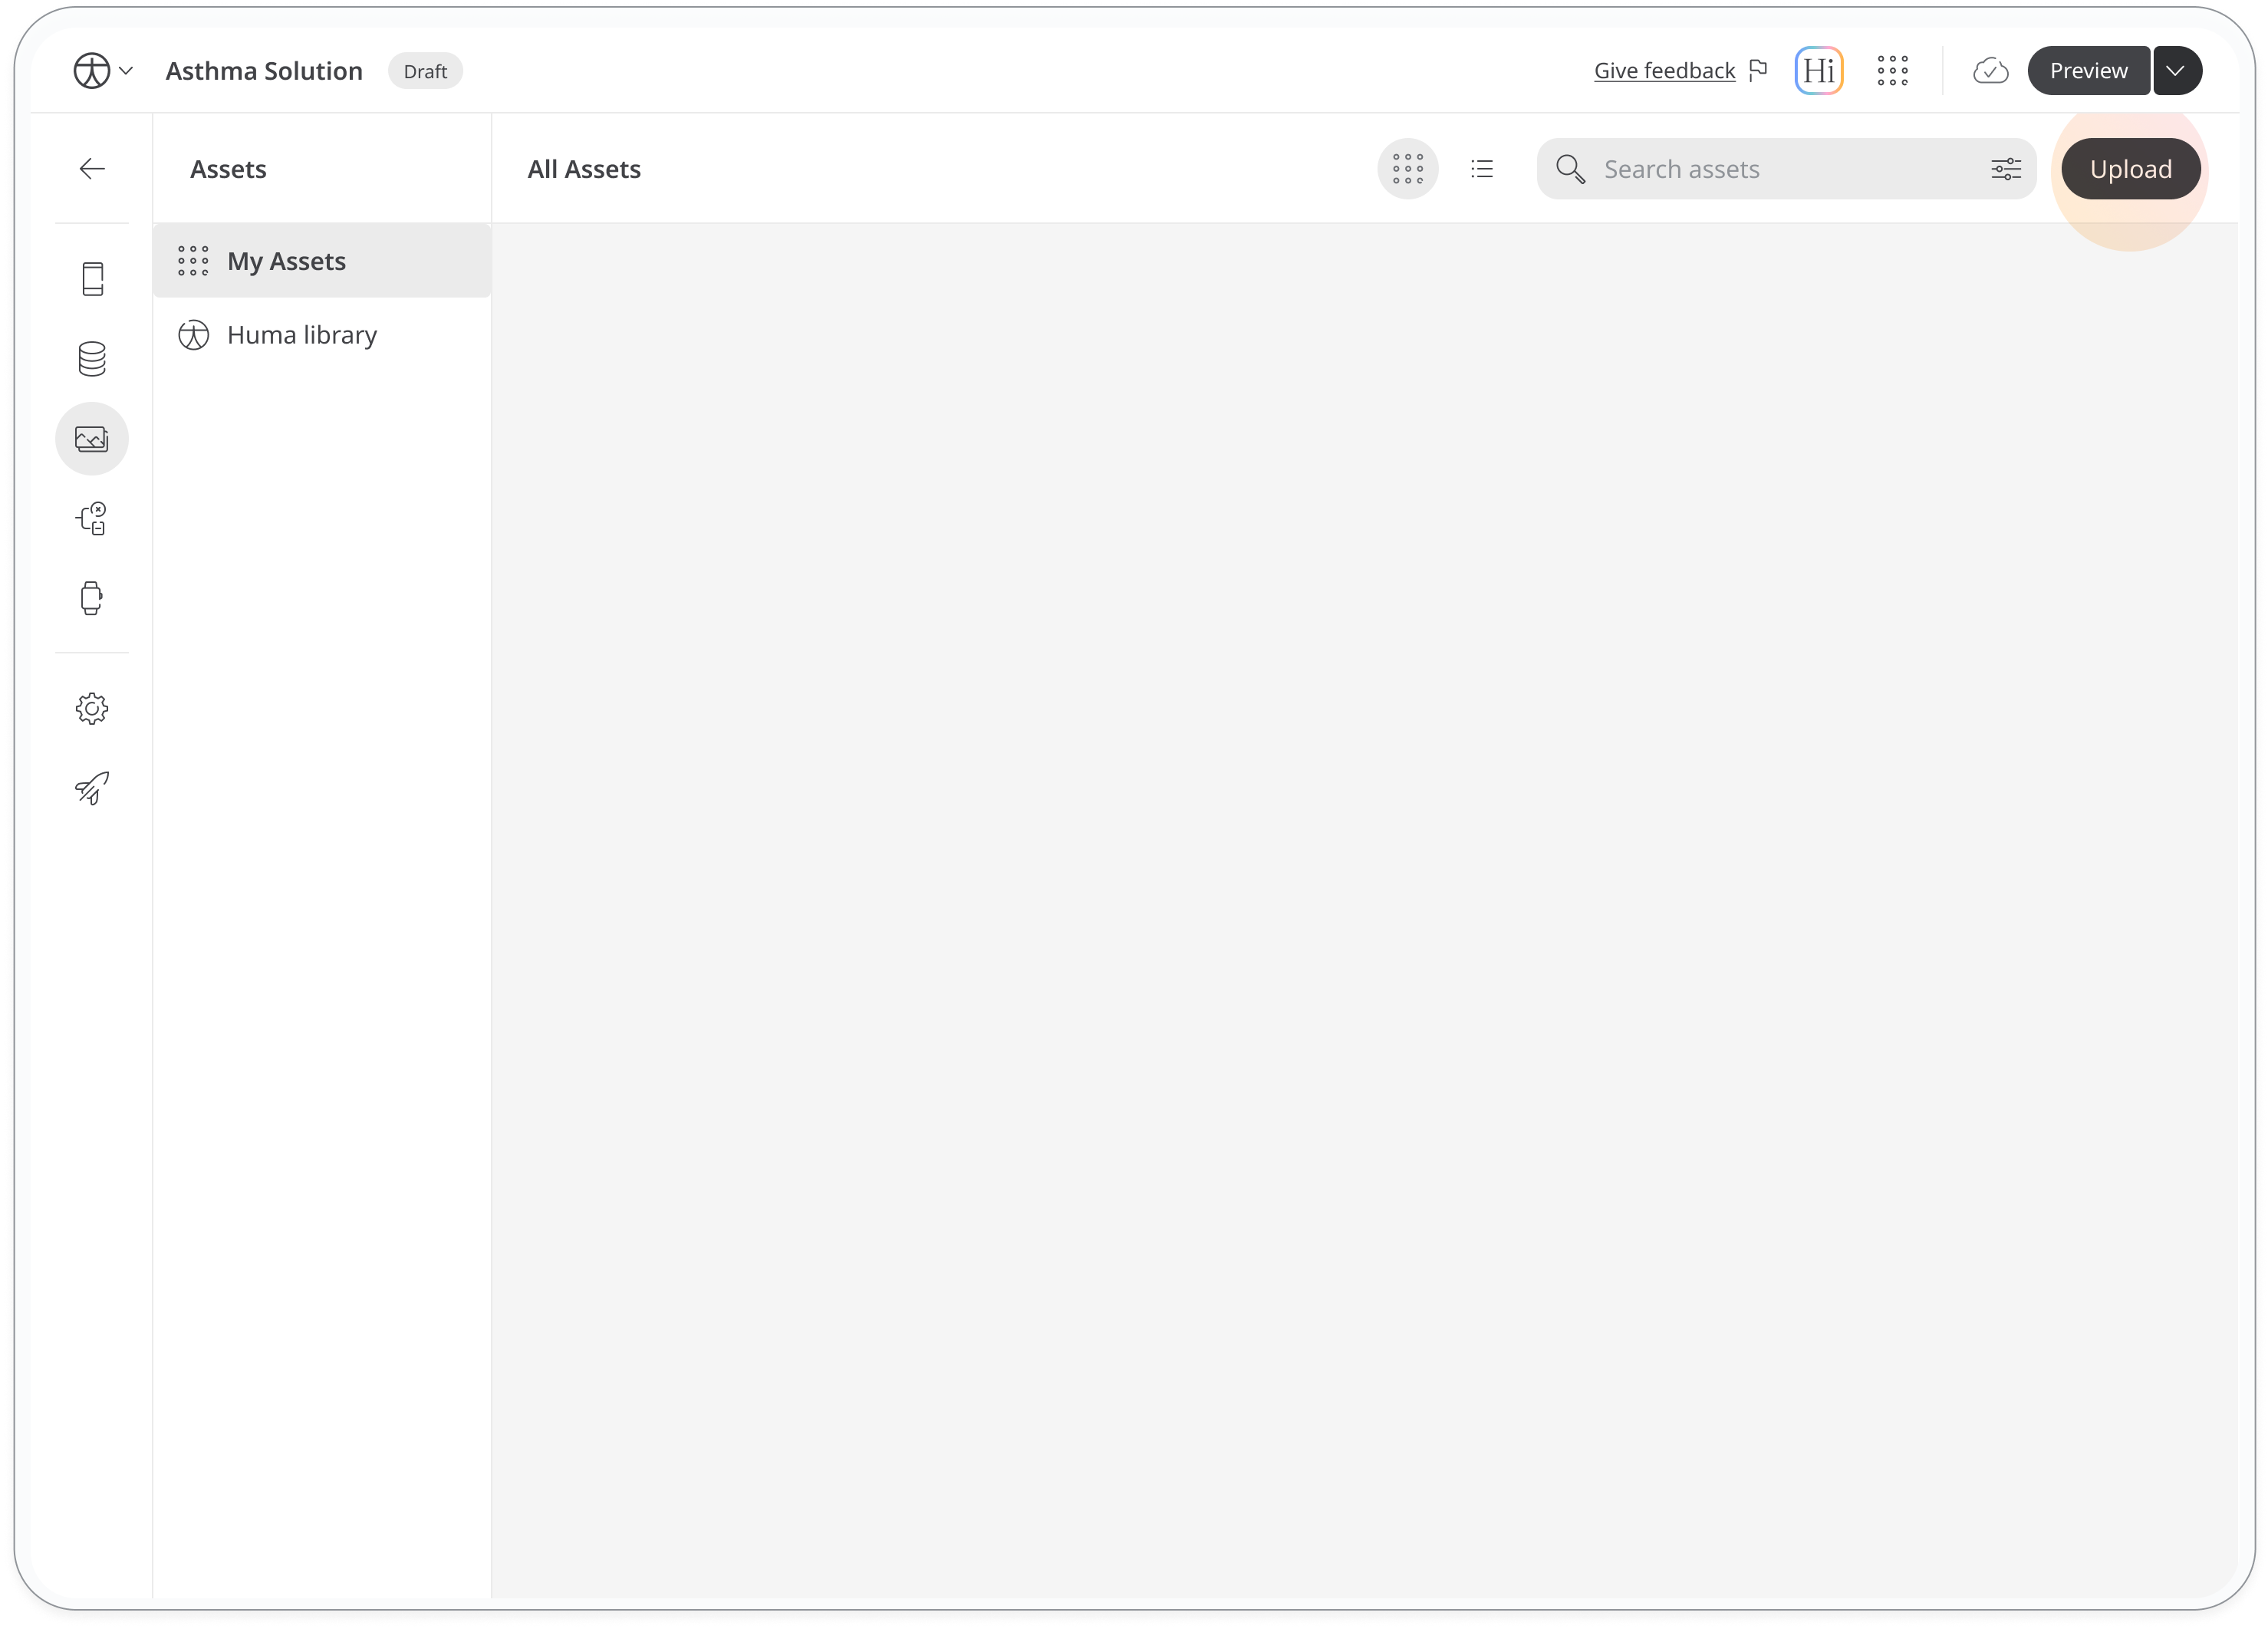 Asthma Solution
Draft
Give feedback
Hi
Preview
Assets
All Assets
Search assets
Upload
My Assets
Huma library